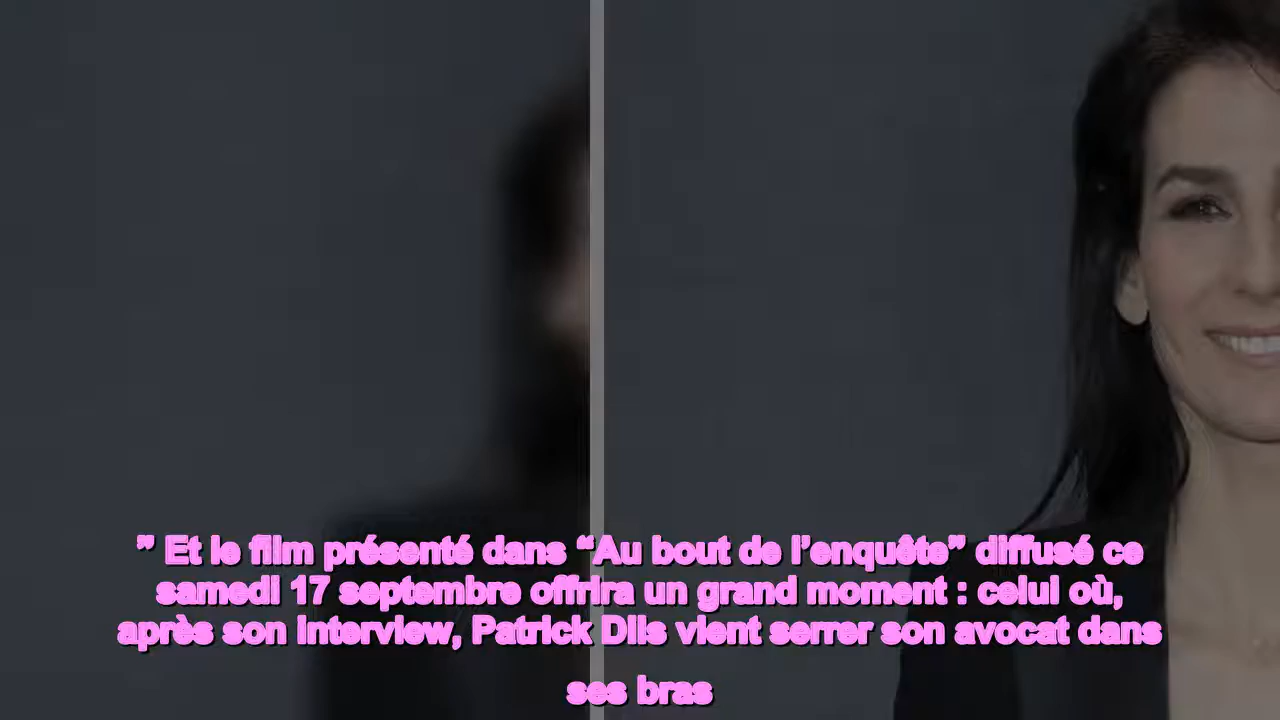 ” Et le film présenté dans “Au bout de l’enquête” diffusé ce
samedi 17 septembre offrira un grand moment : celui où,
après son interview, Patrick Dils vient serrer son avocat dans
ses bras